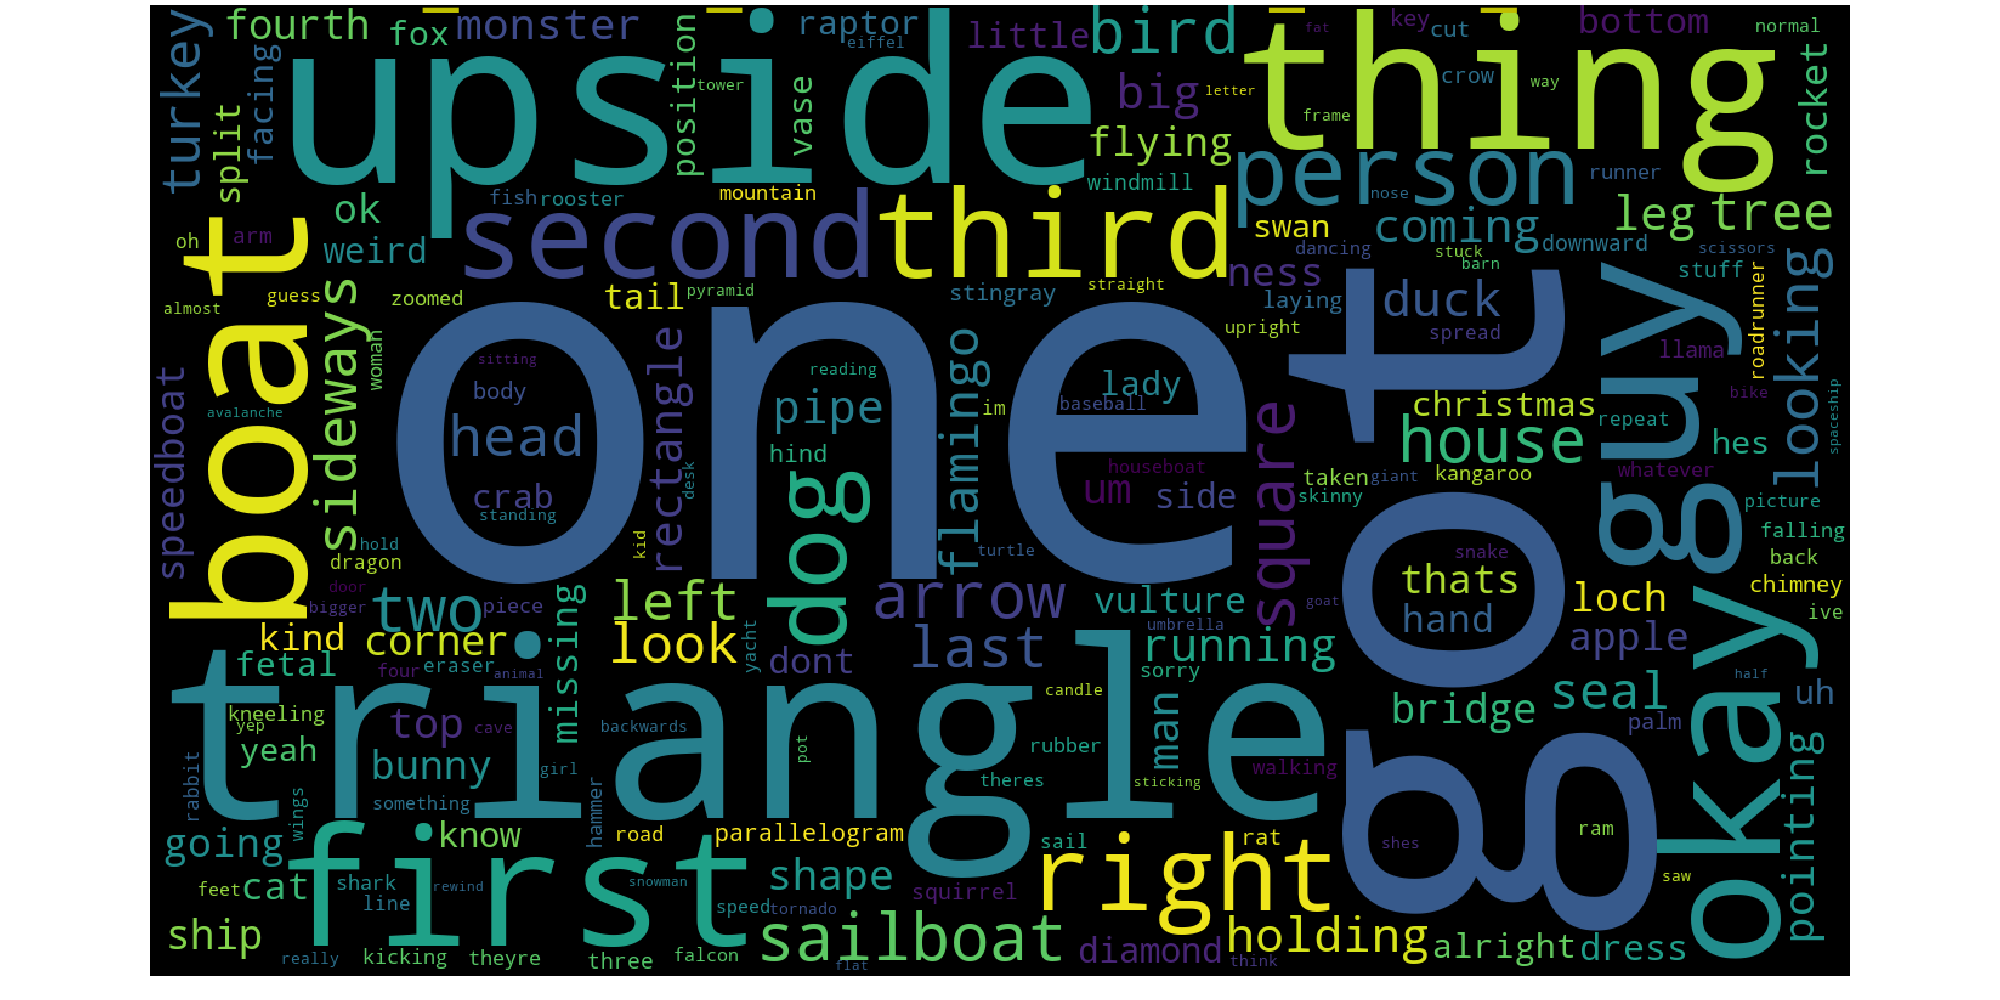 turkey
fourth
fox
monster
raptor
eiffel
little
bird
fat
key
cut
bottom
normal
split
facing
upside
position
tower
vase
big
letter
thing
crow
way
frame
rocket
flying
windmill
person
runner
nose
ok
weird
oh
arm
fish
rooster
mountain
second
third
swan
coming
leg
tree
dancing
downward
scissors
boat
almost
guess
sideways
zoomed
tail
pyramid
stingray
straight
ness
laying
stuck
barn
stuff
looking
upright
got
duck
spread
guy
llama
roadrunner
speedboat
avalanche
woman
one
sitting
body
head
crab
standing
rectangle
desk
reading
pipe
hind
dog
flamingo
im
lady
baseball
houseboat
um
side
square
christmas
house
repeat
hes
bike
spaceship
taken
giant
kangaroo
whatever
skinny
picture
hold
dragon
kid
turtle
snake
falling
back
door
bigger
two
piece
missing
left
arrow
vulture
goat
thats
hand
loch
chimney
ive
kind
corner
look
yacht
dont
last
umbrella
running
apple
okay
fetal
four
eraser
animal
sorry
seal
half
uh
triangle
candle
kneeling
yep
yeah
top
cave
backwards
pot
rubber
man
bridge
palm
pointing
rabbit
bunny
girl
theres
sticking
walking
wings
something
hammer
going
first
know
road
parallelogram
sail
right
rat
shes
ram
feet
cat
shark
line
rewind
snowman
shape
speed
tornado
squirrel
saw
ship
really
kicking
theyre
three
falcon
sailboat
flat
diamond
holding
think
alright
dress